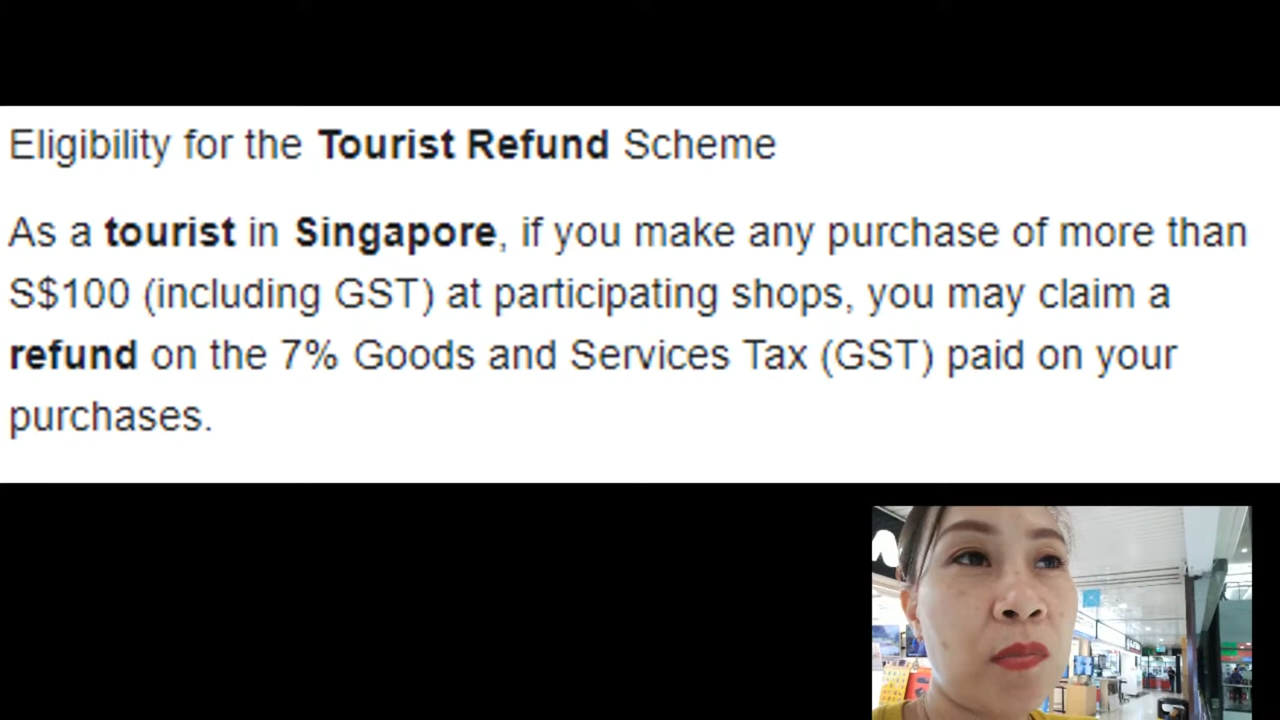 Eligibility for the Tourist Refund Scheme
As a tourist in Singapore, if you make any purchase of more than
S$100 (including GST) at participating shops, you may claim a
refund on the 7% Goods and Services Tax (GST) paid on your
purchases.